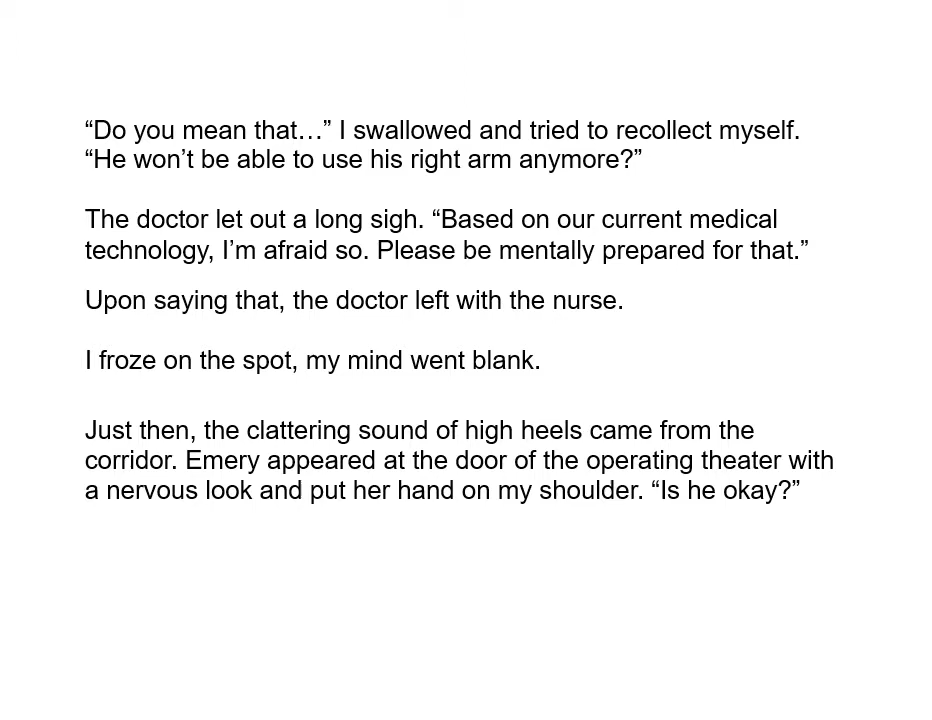 “Do you mean that…” I swallowed and tried to recollect myself.
“He won’t be able to use his right arm anymore?”
The doctor let out a long sigh. “Based on our current medical
technology, I’m afraid so. Please be mentally prepared for that.”
Upon saying that, the doctor left with the nurse.
I froze on the spot, my mind went blank.
Just then, the clattering sound of high heels came from the
corridor. Emery appeared at the door of the operating theater with
a nervous look and put her hand on my shoulder. “Is he okay?”